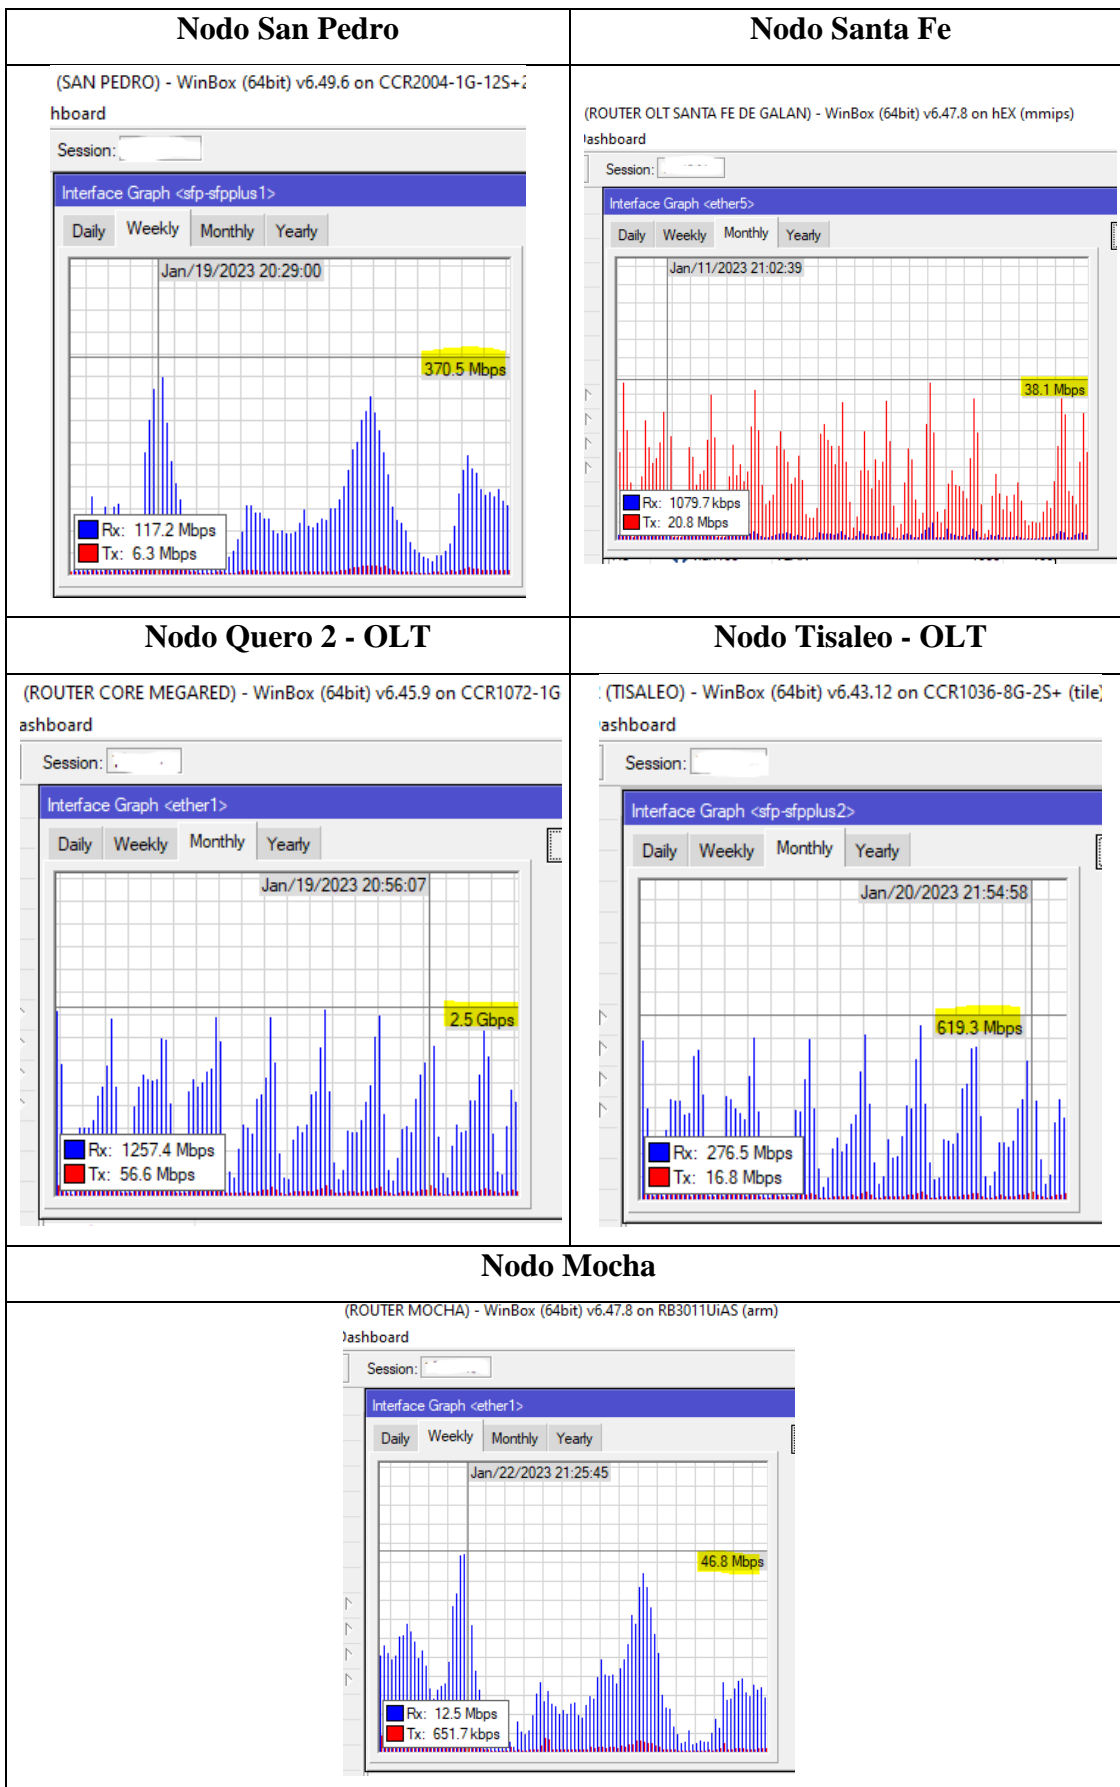 Nodo San Pedro
Nodo Santa Fe
(SAN PEDRO) - WinBox (64bit) v6.49.6 on CCR2004-1G-12S+2
hboard
Session:
Interface Graph <sfp-sfpplus1>
Daily Weekly Monthly Yearly
Jan/19/2023 20:29:00
370.5 Mbps
Rx: 117.2 Mbps
Tx: 6.3 Mbps
(ROUTER OLT SANTA FE DE GALAN) - WinBox (64bit) v6.47.8 on hEX (mmips)
ashboard
Session:
Interface Graph <ether5>
Daily Weekly Monthly Yearly
Jan/11/2023 21:02:39
38.1 Mbps
Rx: 1079.7 kbps
Tx: 20.8 Mbps
Nodo Quero 2 - OLT
Nodo Tisaleo - OLT
(ROUTER CORE MEGARED) - WinBox (64bit) v6.45.9 on CCR1072-1G
ashboard
Session:
Interface Graph <ether1>
Daily Weekly Monthly Yearly
Jan/19/2023 20:56:07
2.5 Gbps
Rx: 1257.4 Mbps
Tx: 56.6 Mbps
(TISALEO) - WinBox (64bit) v6.43.12 on CCR1036-8G-2S+ (tile)
ashboard
Session:
Interface Graph <sfp-sfpplus2>
Daily Weekly Monthly Yearly
Jan/20/2023 21:54:58
619.3 Mbps
Rx: 276.5 Mbps
Tx: 16.8 Mbps
Nodo Mocha
(ROUTER MOCHA) - WinBox (64bit) v6.47.8 on RB3011UiAS (arm)
Dashboard
Session:
Interface Graph <ether1>
Daily Weekly Monthly Yearly
Jan/22/2023 21:25:45
46.8 Mbps
Rx: 12.5 Mbps
Tx: 651.7 kbps